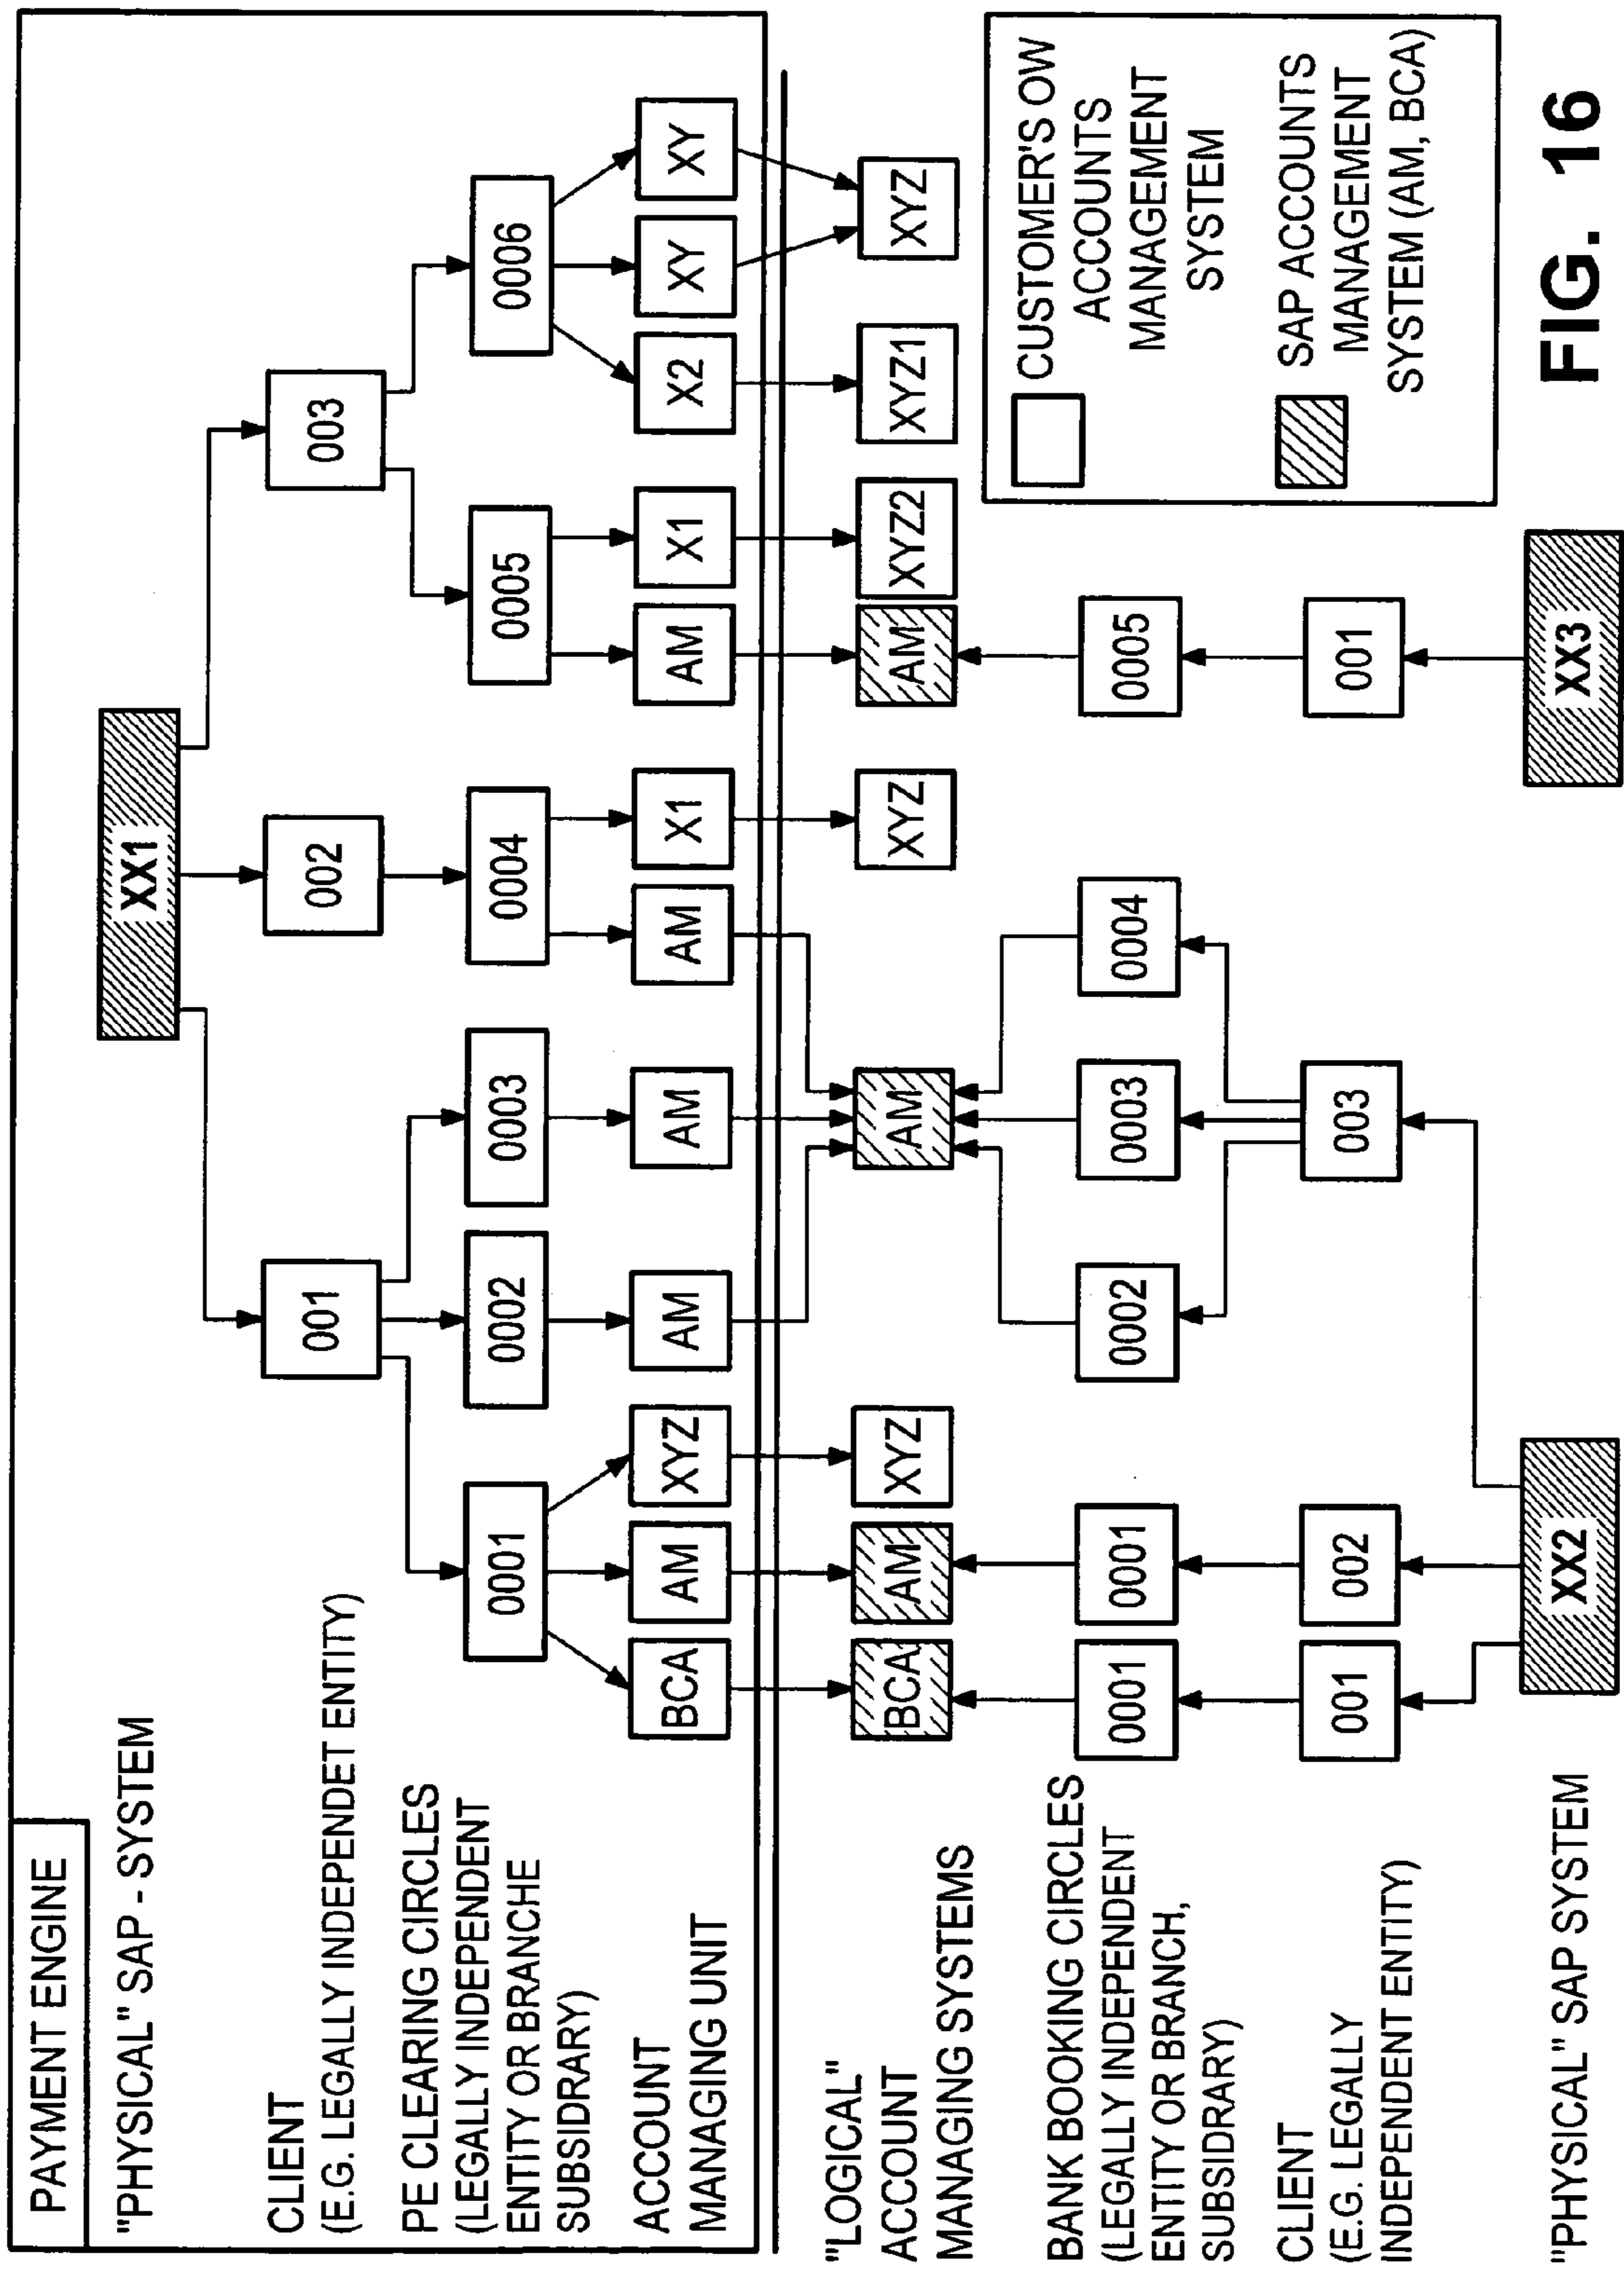 PAYMENT ENGINE
"PHYSICAL" SAP - SYSTEM
XX1
CLIENT
(E.G. LEGALLY INDEPENDET ENTITY)
001
002
003
PE CLEARING CIRCLES
(LEGALLY INDEPENDENT
ENTITY OR BRANCHE
SUBSIDRARY)
0001
0002
0003
0004
0005
0006
ACCOUNT
MANAGING UNIT
BCA
AM
XYZ
AM
AM
AM
X1
AM
X1
X2
XY
XY
"LOGICAL"
ACCOUNT
MANAGING SYSTEMS
BCA
AM
XYZ
AM
XYZ
AM
XYZ2
XYZ1
XYZ
BANK BOOKING CIRCLES
(LEGALLY INDEPENDENT
ENTITY OR BRANCH,
SUBSIDRARY)
0001
0001
0002
0003
0004
0005
CLIENT
(E.G. LEGALLY
INDEPENDENT ENTITY)
001
002
003
001
"PHYSICAL" SAP SYSTEM
XX2
XX3
CUSTOMER'S OW
ACCOUNTS
MANAGEMENT
SYSTEM
SAP ACCOUNTS
MANAGEMENT
SYSTEM (AM, BCA)
FIG. 16